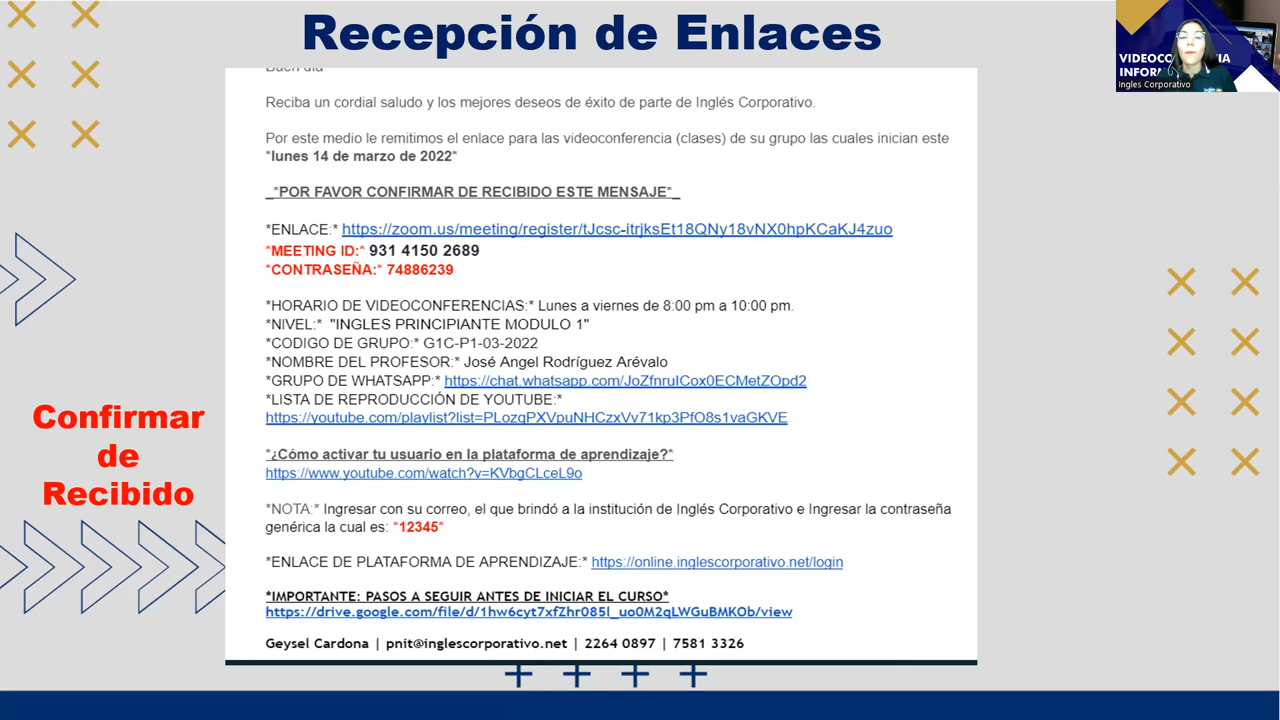 Recepción de Enlaces
Buen día
Reciba un cordial saludo y los mejores deseos de éxito de parte de Inglés Corporativo.
Por este medio le remitimos el enlace para las videoconferencia (clases) de su grupo las cuales inician este
*lunes 14 de marzo de 2022*
_*POR FAVOR CONFIRMAR DE RECIBIDO ESTE MENSAJE*_
*ENLACE:* https://zoom.us/meeting/register/tJcsc-itrjksEt18QNy18vNX0hpKCaKJ4zuo
*MEETING ID:* 931 4150 2689
*CONTRASEÑA:* 74886239
*HORARIO DE VIDEOCONFERENCIAS:* Lunes a viernes de 8:00 pm a 10:00 pm.
*NIVEL:* "INGLES PRINCIPIANTE MODULO 1"
*CODIGO DE GRUPO:* G1C-P1-03-2022
*NOMBRE DEL PROFESOR:* José Angel Rodríguez Arévalo
*GRUPO DE WHATSAPP:* https://chat.whatsapp.com/JoZfnruICox0ECMetZOpd2
*LISTA DE REPRODUCCIÓN DE YOUTUBE:*
https://youtube.com/playlist?list=PLozqPXVpuNHCzxVv71kp3PfO8s1vaGKVE
*¿Cómo activar tu usuario en la plataforma de aprendizaje?*
https://www.youtube.com/watch?v=KVbgCLceL9o
*NOTA:* Ingresar con su correo, el que brindó a la institución de Inglés Corporativo e Ingresar la contraseña
genérica la cual es: *12345*
*ENLACE DE PLATAFORMA DE APRENDIZAJE:* https://online.inglescorporativo.net/login
*IMPORTANTE: PASOS A SEGUIR ANTES DE INICIAR EL CURSO*
https://drive.google.com/file/d/1hw6cyt7xfZhr085l_uo0M2qLWGuBMKOb/view
Geysel Cardona | pnit@inglescorporativo.net | 2264 0897 | 7581 3326
Confirmar
de
Recibido
Ingles Corporativo